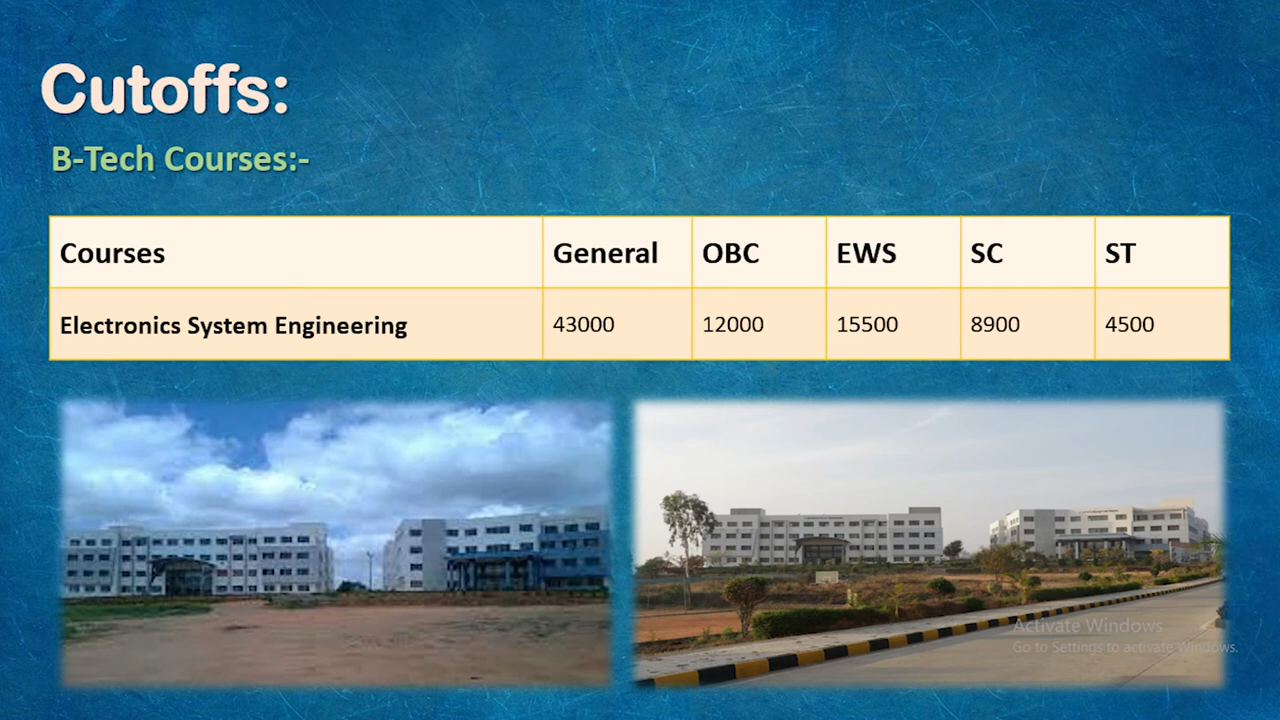 Cutoffs:
B-Tech Courses:-
Courses General OBC EWS SC ST
Electronics System Engineering 43000 12000 15500 8900 4500
Activate Windows
Go to Settings to activate Windows.